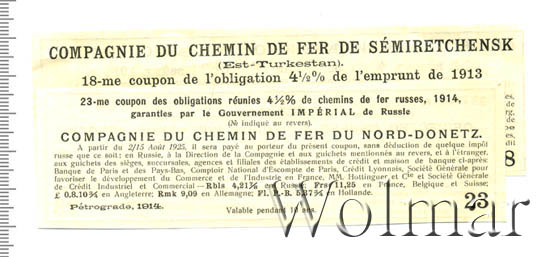 COMPAGNIE DU CHEMIN DE FER DE SÉMIRETCHENSK
(Est-Turkestan).
18-me coupon de l'obligation 4½% de l'emprunt de 1913
23-me coupon des obligations réunies 4½% de chemins de fer russes, 1914,
garanties par le Gouvernement IMPÉRIAL de Russie
(№ indiqué au revers).
COMPAGNIE DU CHEMIN DE FER DU NORD-DONETZ.
A partir du 2/15 Août 1925, il sera payé au porteur du présent coupon, sans déduction de quelque impôt
russe que ce soit: en Russie, à la Direction de la Compagnie et aux guichets mentionnés au revers, et à l'étranger,
aux guichets des sièges, succursales, agences et filiales des établissements de crédit et maison de banque ci-après:
Banque de Paris et des Pays-Bas, Comptoir National d'Escompte de Paris, Crédit Lyonnais, Société Générale pour
favoriser le développement du Commerce et de l'Industrie en France, MM. Hottinguer et Cie et Société Générale
de Crédit Industriel et Commercial — Rbls 4,21⅞ en Russie; Frs 11,25 en France, Belgique et Suisse;
£ 0.8.10¾ en Angleterre; Rmk 9,09 en Allemagne; Fl. P.-B. 5.37¾ en Hollande.
Pétrograde, 1914.
Valable pendant 10 ans.
23
8
Wolmar